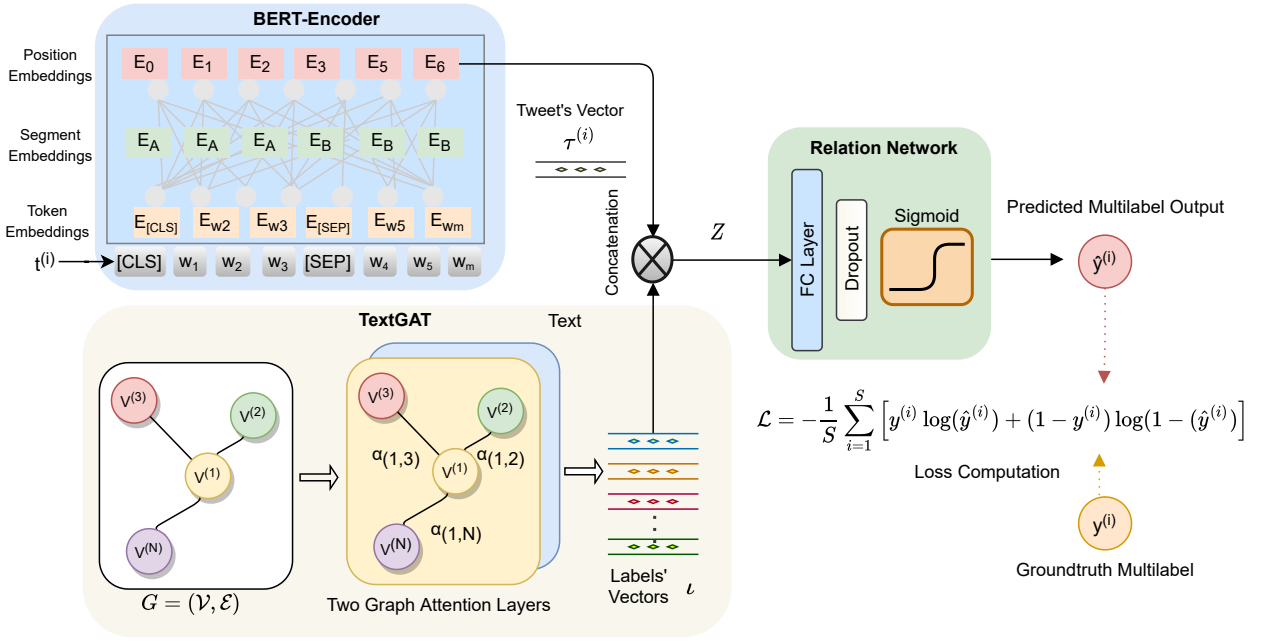 BERT-Encoder
Position
Embeddings
E0 E1 E2 E3 E5 E6
Segment
Embeddings
EA EA EA EB EB EB
Token
Embeddings
E[CLS] Ew2 Ew3 E[SEP] Ew5 Ewm
t(i)
[CLS] w1 w2 w3 [SEP] w4 w5 wm
Tweet's Vector
τ(i)
Concatenation
Z
Relation Network
FC Layer
Dropout
Sigmoid
Predicted Multilabel Output
ŷ(i)
TextGAT
Text
V(3)
V(2)
V(1)
V(N)
G = (𝒱, ℰ)
V(3)
V(2)
α(1,3)
V(1)
α(1,2)
α(1,N)
V(N)
Two Graph Attention Layers
Labels'
Vectors ι
ℒ = −1/S ∑_{i=1}^{S} [y(i) log(ŷ(i)) + (1 − y(i)) log(1 − (ŷ(i))]
Loss Computation
y(i)
Groundtruth Multilabel